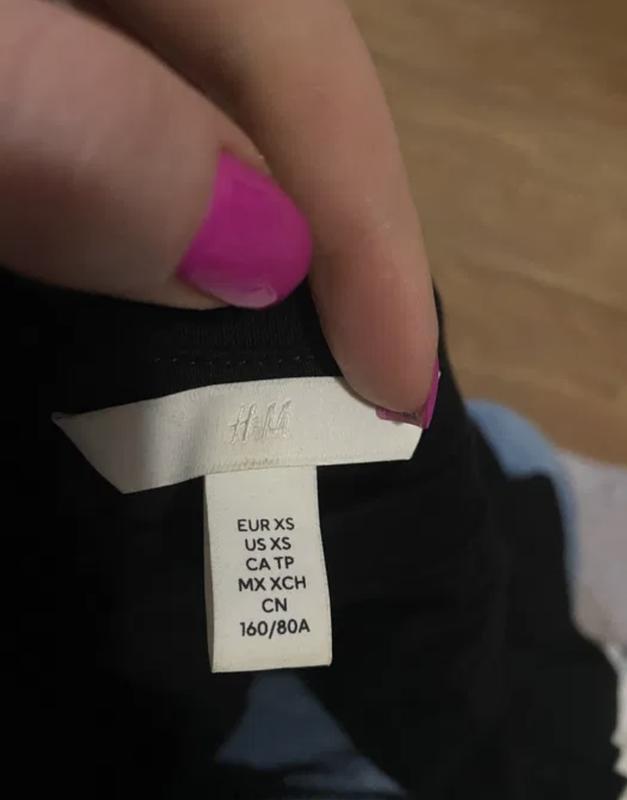 H&M
EUR XS
US XS
CA TP
MX XCH
CN
160/80A